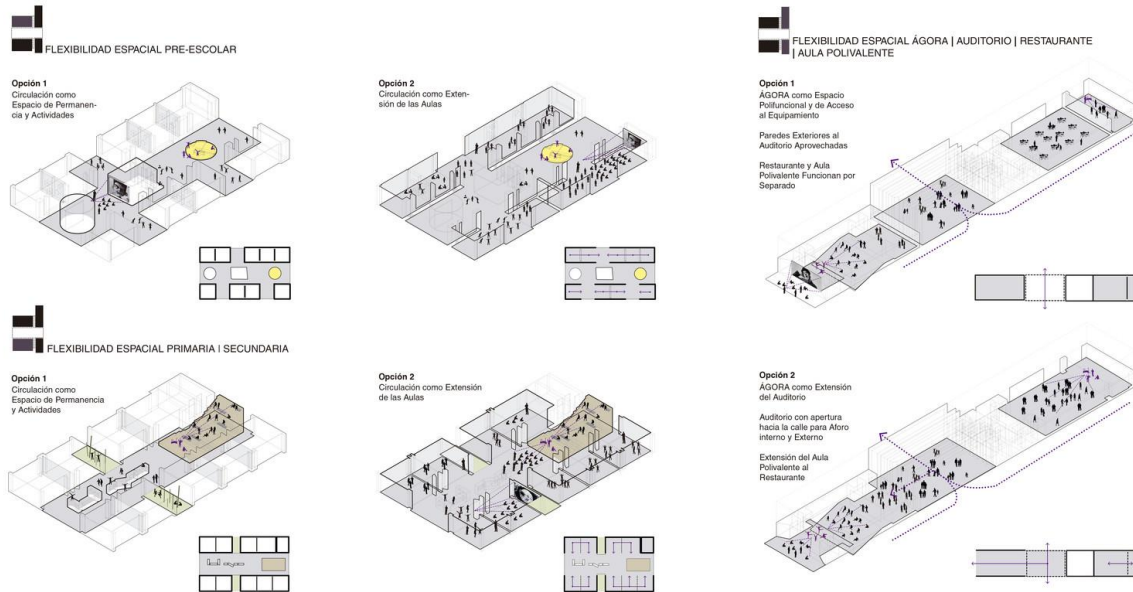 FLEXIBILIDAD ESPACIAL PRE-ESCOLAR
Opción 1
Circulación como
Espacio de Permanen-
cia y Actividades
Opción 2
Circulación como Exten-
sión de las Aulas
FLEXIBILIDAD ESPACIAL PRIMARIA | SECUNDARIA
Opción 1
Circulación como
Espacio de Permanencia
y Actividades
Opción 2
Circulación como Extensión
de las Aulas
FLEXIBILIDAD ESPACIAL ÁGORA | AUDITORIO | RESTAURANTE
| AULA POLIVALENTE
Opción 1
ÁGORA como Espacio
Polifuncional y de Acceso
al Equipamiento
Paredes Exteriores al
Auditorio Aprovechadas
Restaurante y Aula
Polivalente Funcionan por
Separado
Opción 2
ÁGORA como Extensión
del Auditorio
Auditorio con apertura
hacia la calle para Aforo
interno y Externo
Extensión del Aula
Polivalente al
Restaurante